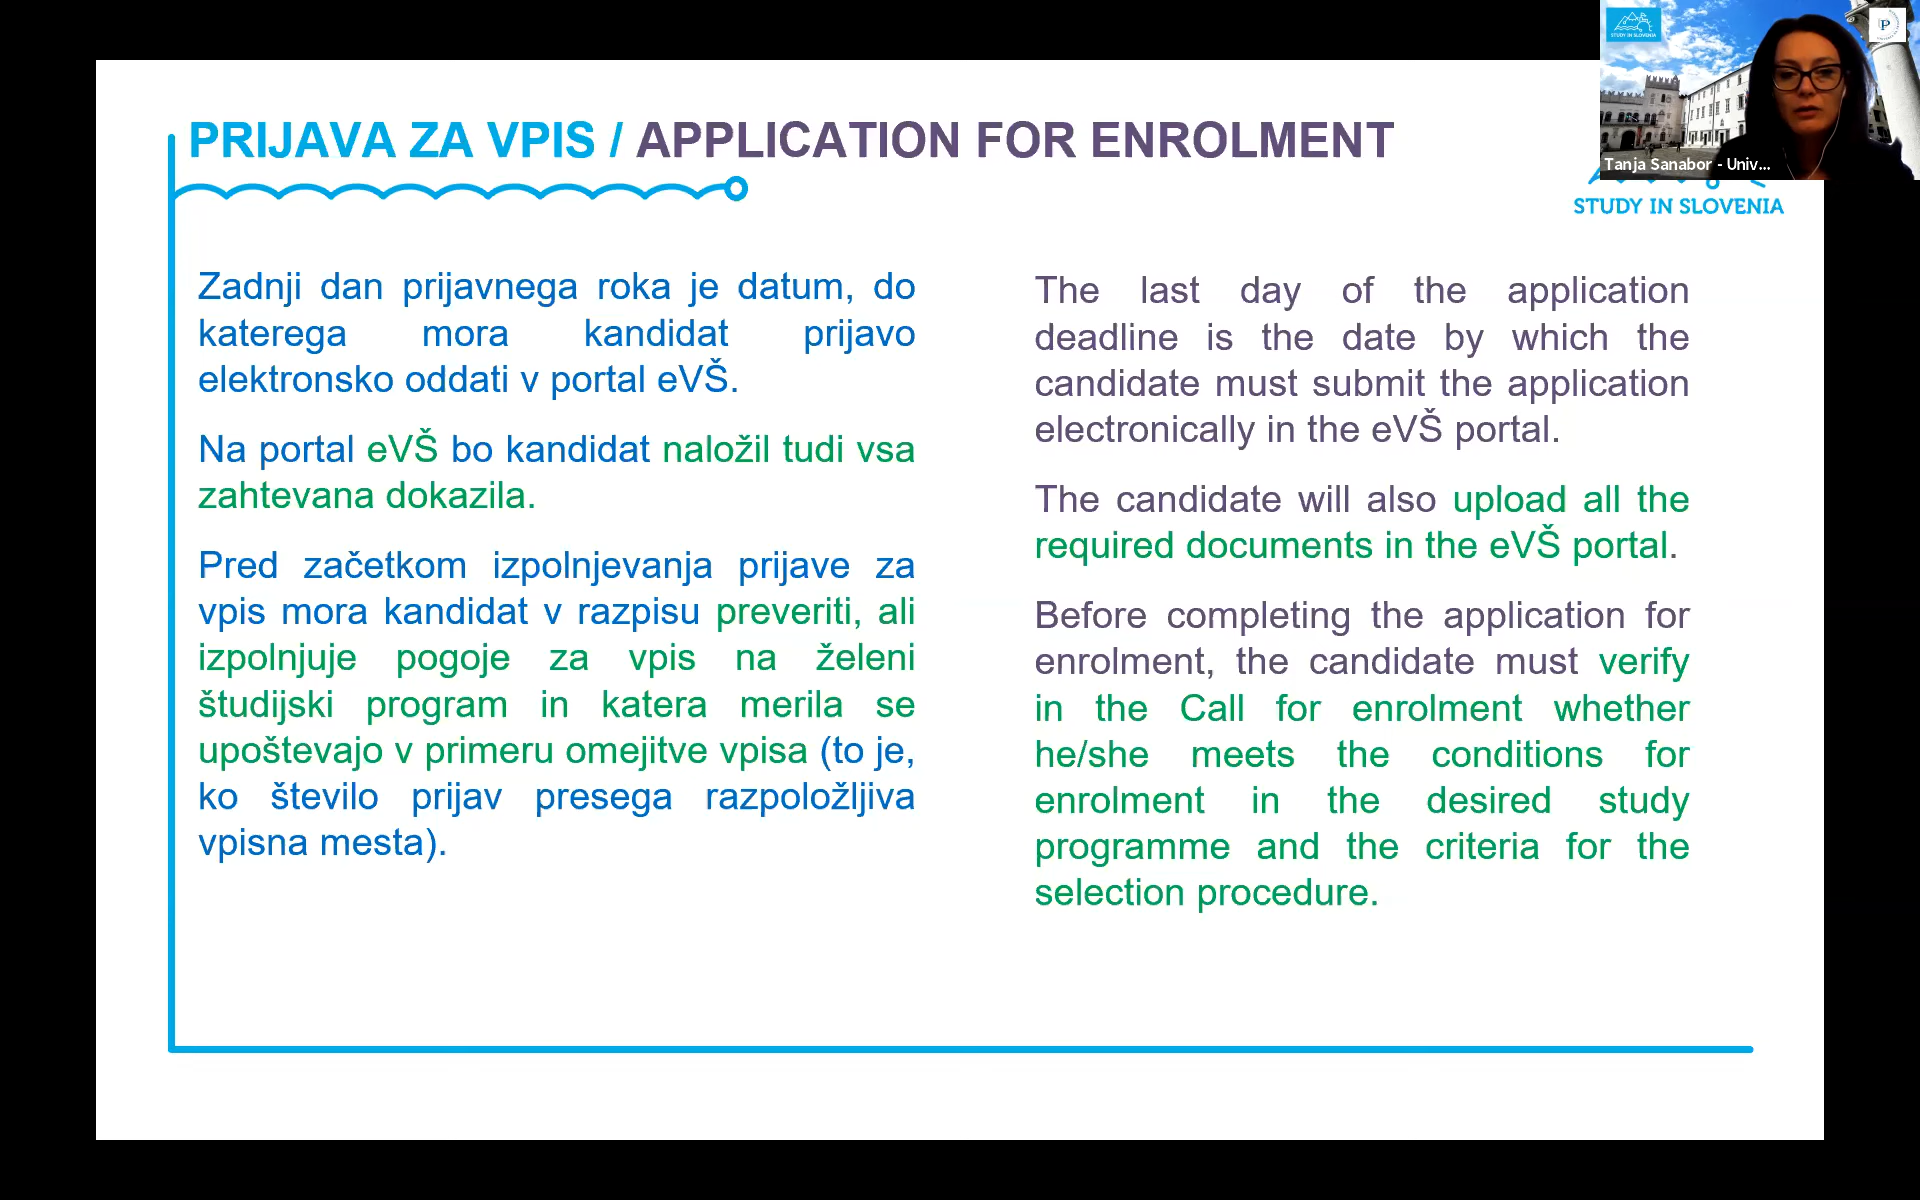 PRIJAVA ZA VPIS / APPLICATION FOR ENROLMENT
STUDY IN SLOVENIA
Tanja Sanabor - Univ...
STUDY IN SLOVENIA
Zadnji dan prijavnega roka je datum, do
katerega mora kandidat prijavo
elektronsko oddati v portal eVŠ.
Na portal eVŠ bo kandidat naložil tudi vsa
zahtevana dokazila.
Pred začetkom izpolnjevanja prijave za
vpis mora kandidat v razpisu preveriti, ali
izpolnjuje pogoje za vpis na želeni
študijski program in katera merila se
upoštevajo v primeru omejitve vpisa (to je,
ko število prijav presega razpoložljiva
vpisna mesta).
The last day of the application
deadline is the date by which the
candidate must submit the application
electronically in the eVŠ portal.
The candidate will also upload all the
required documents in the eVŠ portal.
Before completing the application for
enrolment, the candidate must verify
in the Call for enrolment whether
he/she meets the conditions for
enrolment in the desired study
programme and the criteria for the
selection procedure.